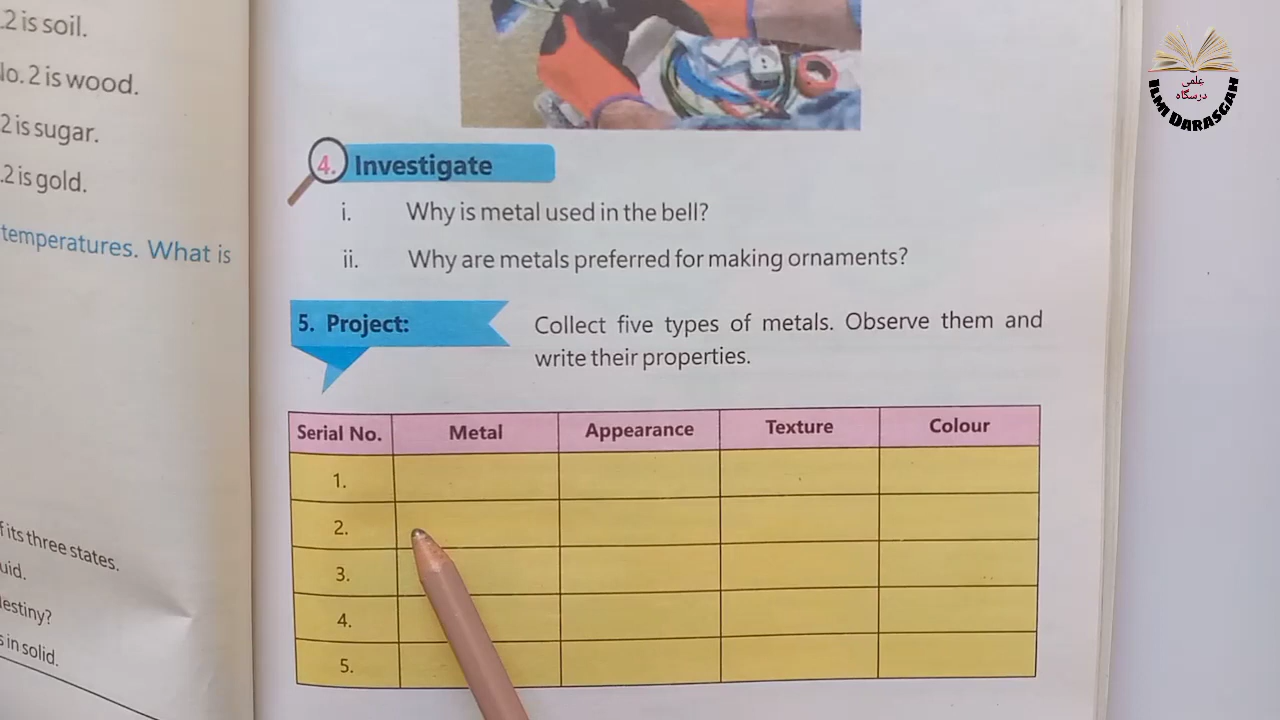 .2 is soil.
No. 2 is wood.
2 is sugar.
.2 is gold.
temperatures. What is
its three states.
uid.
destiny?
in solid.
4. Investigate
i. Why is metal used in the bell?
ii. Why are metals preferred for making ornaments?
5. Project: Collect five types of metals. Observe them and
write their properties.
Serial No. Metal Appearance Texture Colour
1.
2.
3.
4.
5.
علمی
درسگاه
ILMI DARASGAH